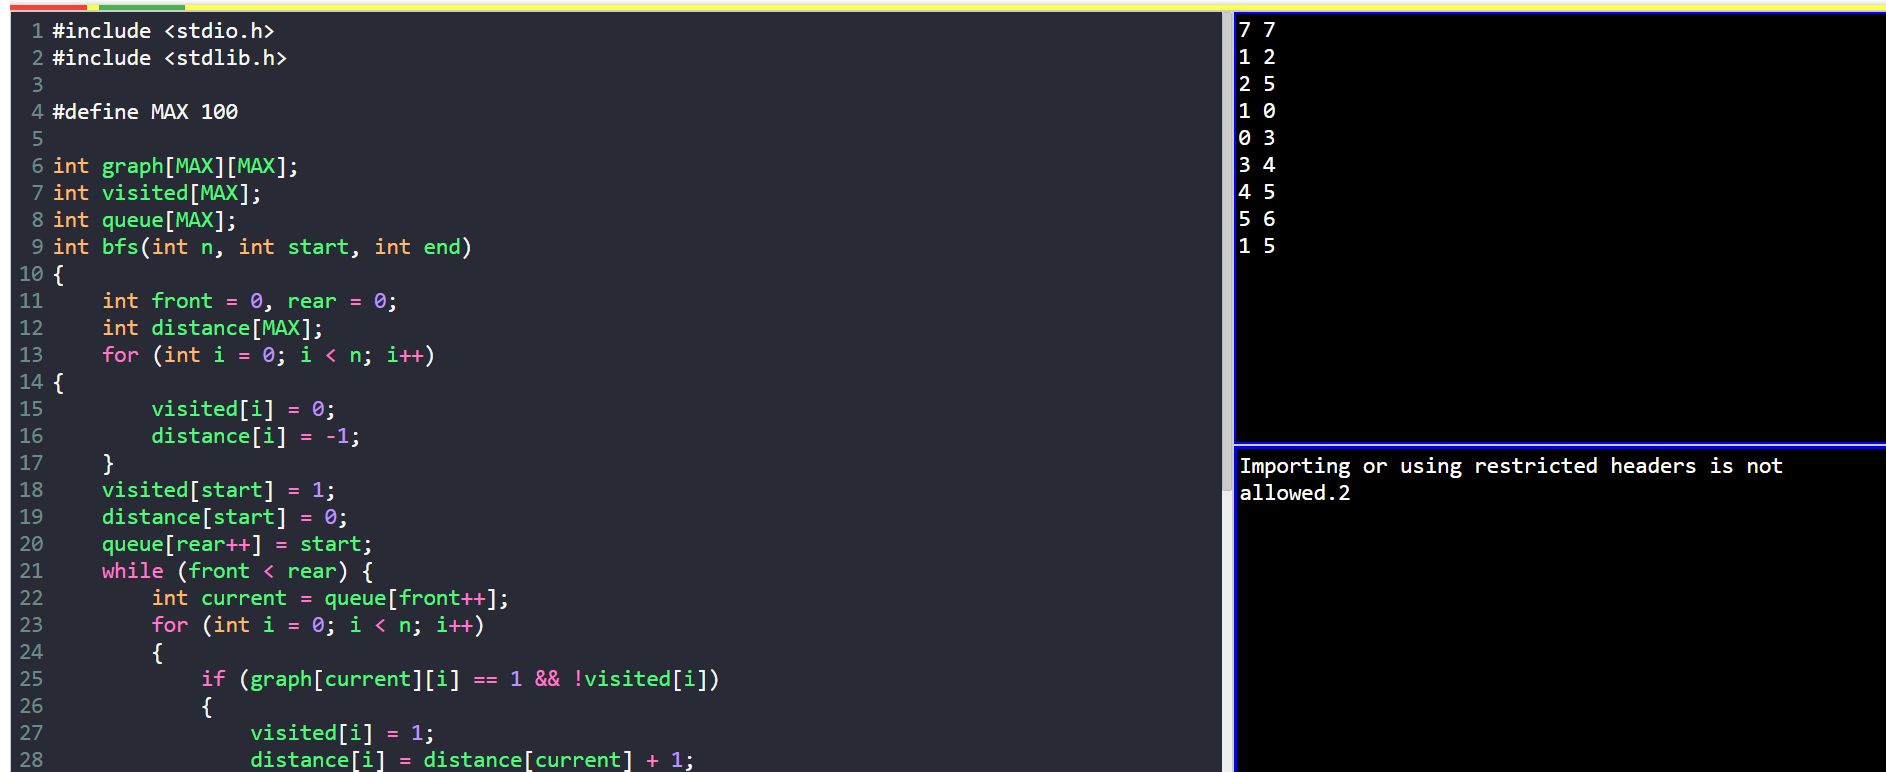 1 #include <stdio.h>
2 #include <stdlib.h>
3
4 #define MAX 100
5
6 int graph[MAX][MAX];
7 int visited[MAX];
8 int queue[MAX];
9 int bfs(int n, int start, int end)
10 {
11     int front = 0, rear = 0;
12     int distance[MAX];
13     for (int i = 0; i < n; i++)
14 {
15         visited[i] = 0;
16         distance[i] = -1;
17     }
18     visited[start] = 1;
19     distance[start] = 0;
20     queue[rear++] = start;
21     while (front < rear) {
22         int current = queue[front++];
23         for (int i = 0; i < n; i++)
24         {
25             if (graph[current][i] == 1 && !visited[i])
26             {
27                 visited[i] = 1;
28                 distance[i] = distance[current] + 1;
7 7
1 2
2 5
1 0
0 3
3 4
4 5
5 6
1 5
Importing or using restricted headers is not
allowed.2